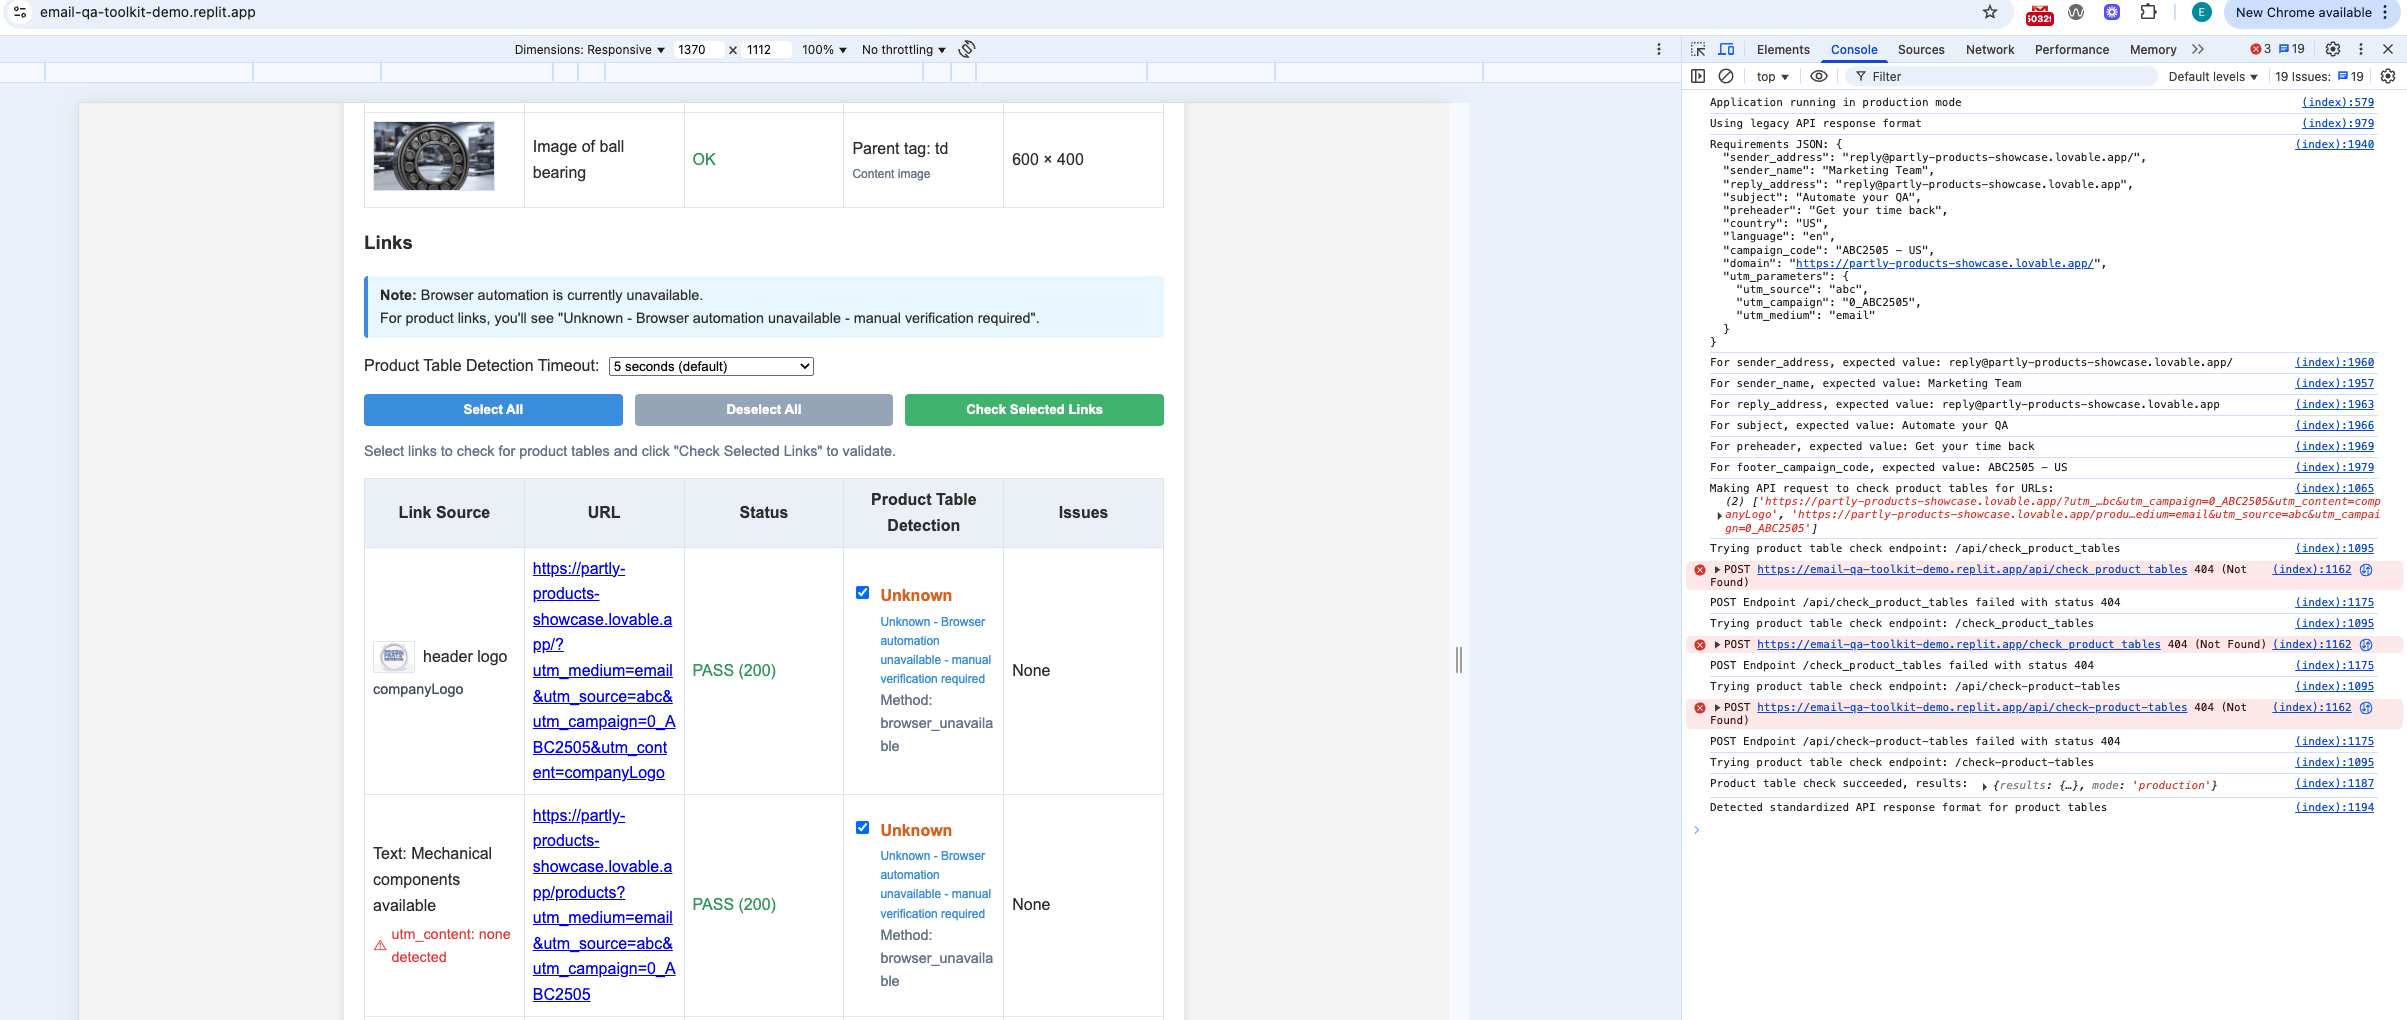 email-qa-toolkit-demo.replit.app
E
New Chrome available
Dimensions: Responsive 1370 x 1112 100% No throttling
Elements Console Sources Network Performance Memory 3 19
top Filter Default levels 19 Issues: 19
Image of ball
bearing
OK
Parent tag: td
Content image
600 × 400
Links
Note: Browser automation is currently unavailable.
For product links, you'll see "Unknown - Browser automation unavailable - manual verification required".
Product Table Detection Timeout: 5 seconds (default)
Select All Deselect All Check Selected Links
Select links to check for product tables and click "Check Selected Links" to validate.
Link Source URL Status Product Table
Detection Issues
header logo
companyLogo
https://partly-
products-
showcase.lovable.a
pp/?
utm_medium=email
&utm_source=abc&
utm_campaign=0_A
BC2505&utm_cont
ent=companyLogo
PASS (200)
Unknown
Unknown - Browser
automation
unavailable - manual
verification required
Method:
browser_unavaila
ble
None
Text: Mechanical
components
available
utm_content: none
detected
https://partly-
products-
showcase.lovable.a
pp/products?
utm_medium=email
&utm_source=abc&
utm_campaign=0_A
BC2505
PASS (200)
Unknown
Unknown - Browser
automation
unavailable - manual
verification required
Method:
browser_unavaila
ble
None
Application running in production mode (index):579
Using legacy API response format (index):979
Requirements JSON: { (index):1940
"sender_address": "reply@partly-products-showcase.lovable.app/",
"sender_name": "Marketing Team",
"reply_address": "reply@partly-products-showcase.lovable.app",
"subject": "Automate your QA",
"preheader": "Get your time back",
"country": "US",
"language": "en",
"campaign_code": "ABC2505 - US",
"domain": "https://partly-products-showcase.lovable.app/",
"utm_parameters": {
"utm_source": "abc",
"utm_campaign": "0_ABC2505",
"utm_medium": "email"
}
}
For sender_address, expected value: reply@partly-products-showcase.lovable.app/ (index):1960
For sender_name, expected value: Marketing Team (index):1957
For reply_address, expected value: reply@partly-products-showcase.lovable.app (index):1963
For subject, expected value: Automate your QA (index):1966
For preheader, expected value: Get your time back (index):1969
For footer_campaign_code, expected value: ABC2505 - US (index):1979
Making API request to check product tables for URLs: (index):1065
(2) ['https://partly-products-showcase.lovable.app/?utm_…bc&utm_campaign=0_ABC2505&utm_content=comp
anyLogo', 'https://partly-products-showcase.lovable.app/produ…edium=email&utm_source=abc&utm_campai
gn=0_ABC2505']
Trying product table check endpoint: /api/check_product_tables (index):1095
POST https://email-qa-toolkit-demo.replit.app/api/check_product_tables 404 (Not (index):1162
Found)
POST Endpoint /api/check_product_tables failed with status 404 (index):1175
Trying product table check endpoint: /check_product_tables (index):1095
POST https://email-qa-toolkit-demo.replit.app/check_product_tables 404 (Not Found) (index):1162
POST Endpoint /check_product_tables failed with status 404 (index):1175
Trying product table check endpoint: /api/check-product-tables (index):1095
POST https://email-qa-toolkit-demo.replit.app/api/check-product-tables 404 (Not (index):1162
Found)
POST Endpoint /api/check-product-tables failed with status 404 (index):1175
Trying product table check endpoint: /check-product-tables (index):1095
Product table check succeeded, results: {results: {…}, mode: 'production'} (index):1187
Detected standardized API response format for product tables (index):1194